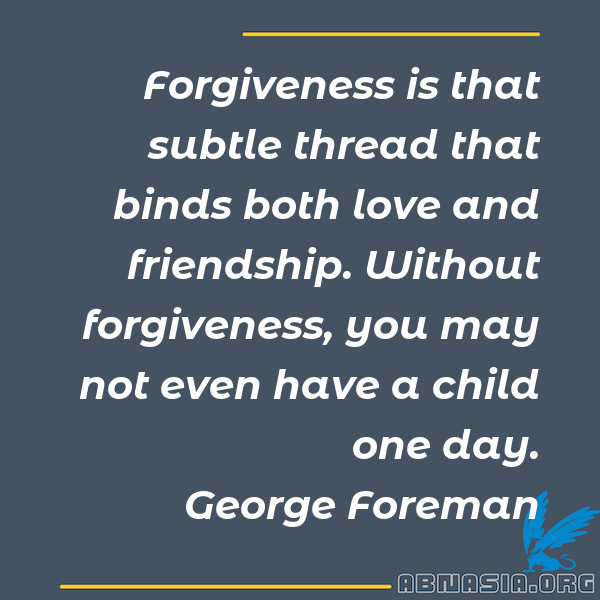 Forgiveness is that
subtle thread that
binds both love and
friendship. Without
forgiveness, you may
not even have a child
one day.
George Foreman
ABNASIA.ORG